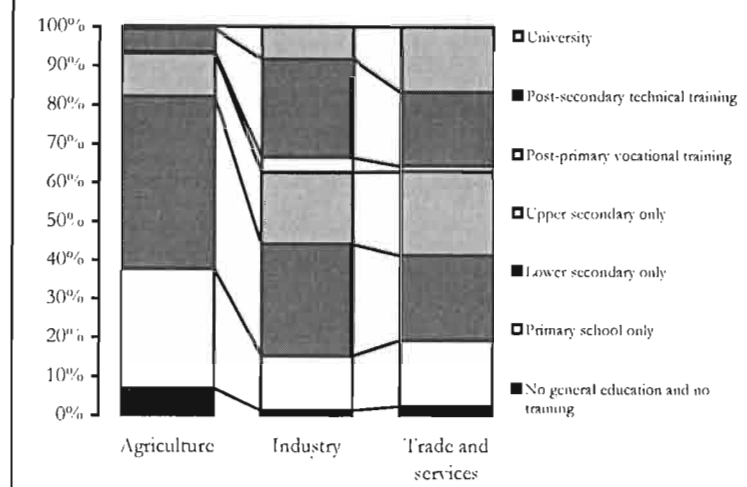 100%
90%
80%
70%
60%
50%
40%
30%
20%
10%
0%
Agriculture
Industry
Trade and
services
University
Post-secondary technical training
Post-primary vocational training
Upper secondary only
Lower secondary only
Primary school only
No general education and no
training